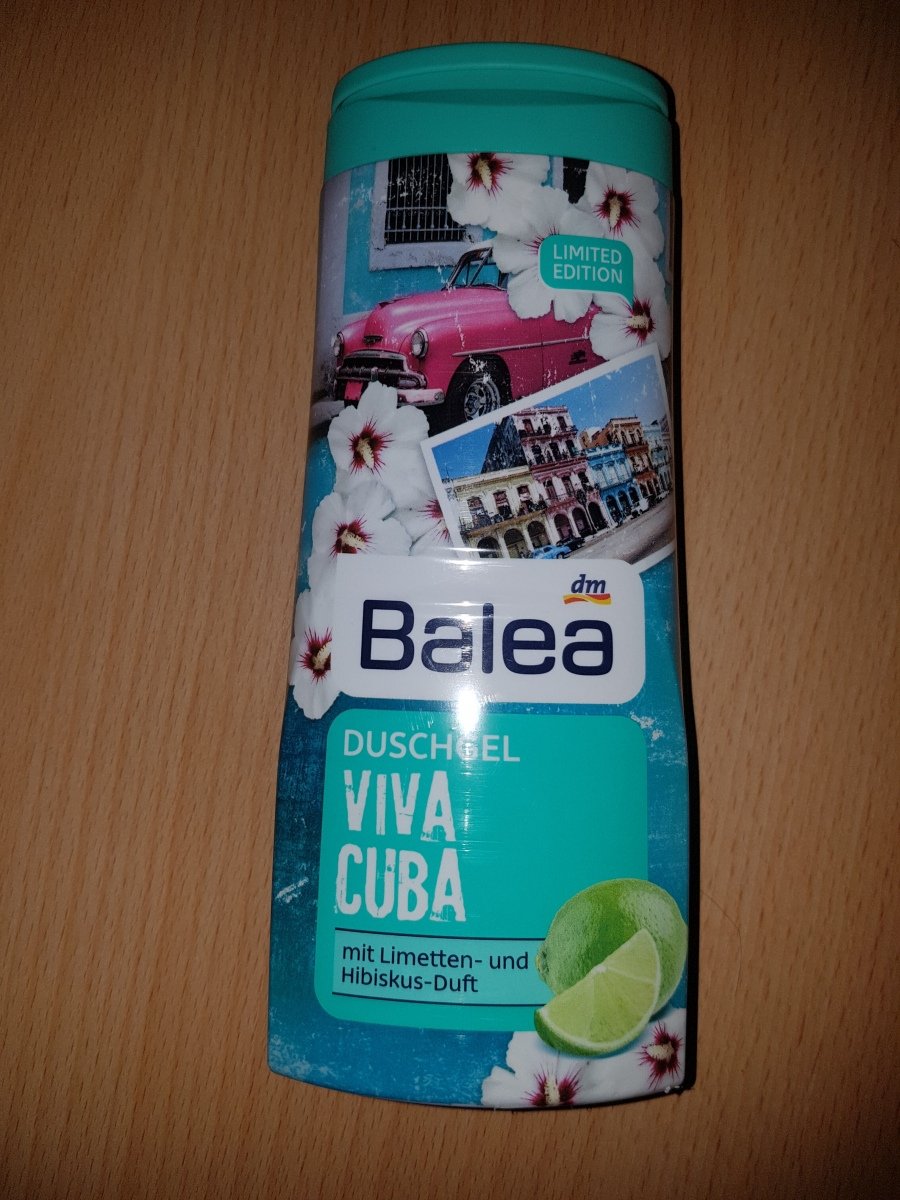 LIMITED
EDITION
dm
Balea
DUSCHGEL
VIVA
CUBA
mit Limetten- und
Hibiskus-Duft